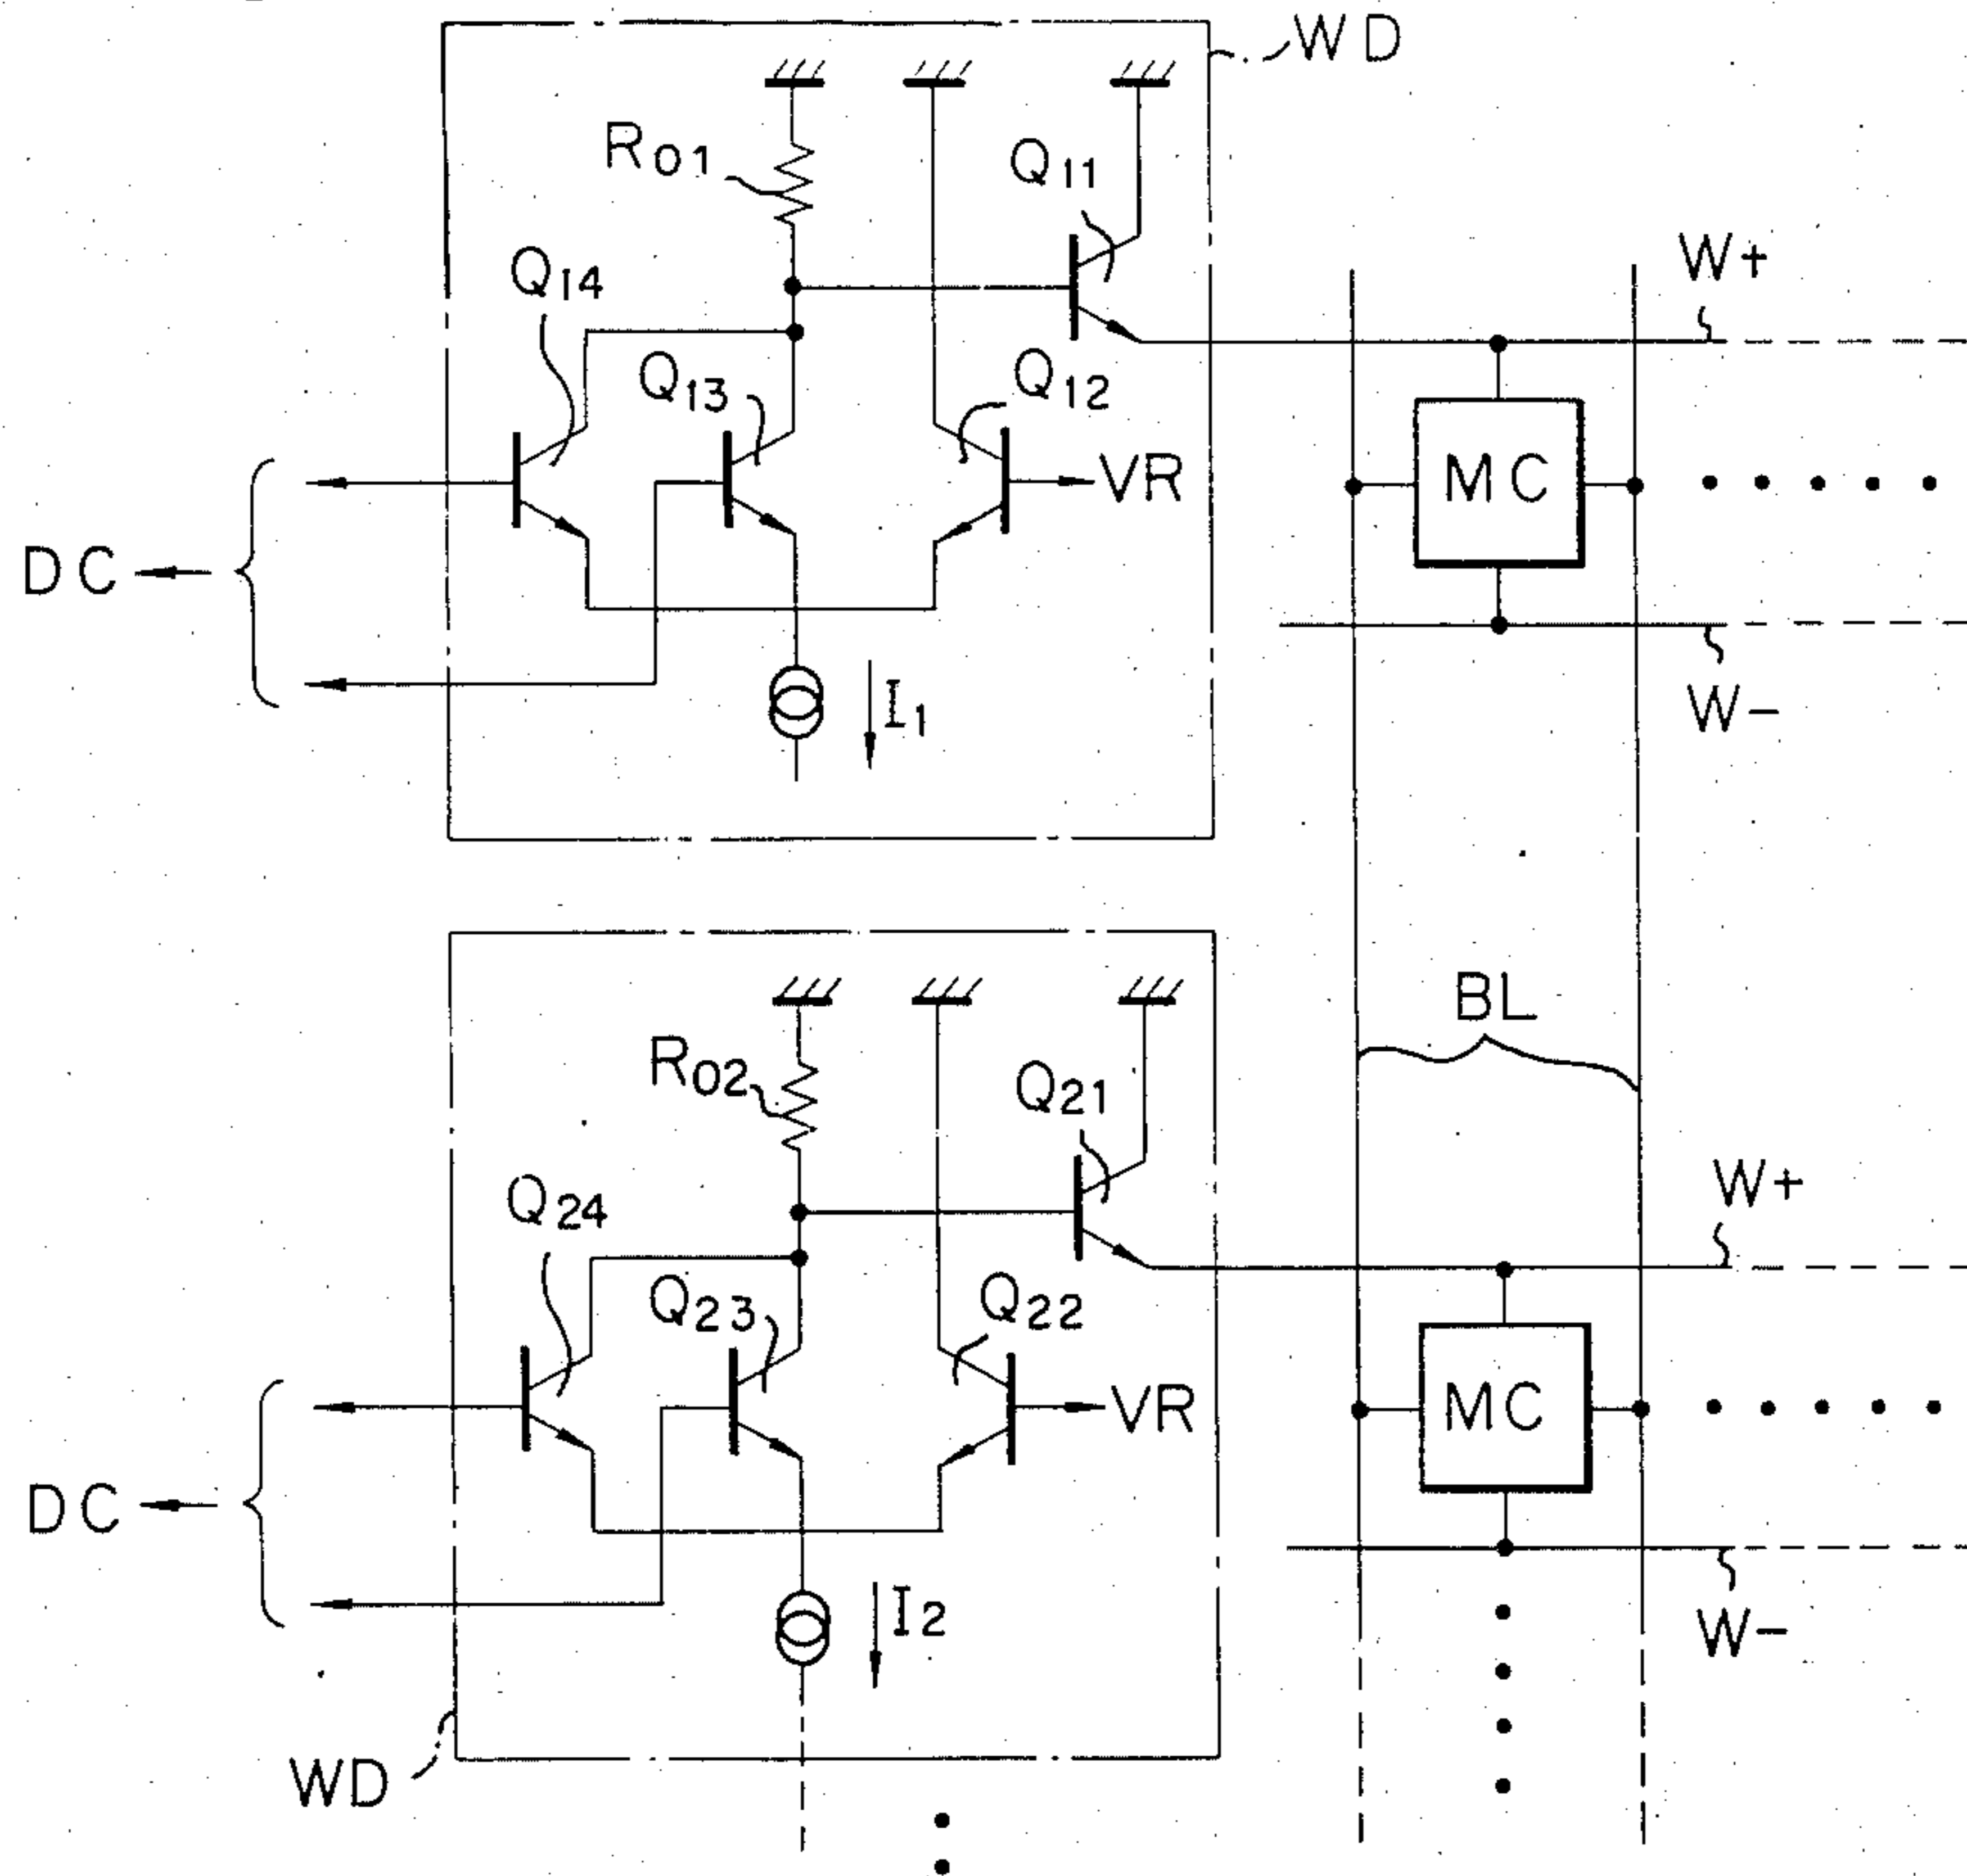 WD
R01
Q11
W+
Q14
Q13
Q12
MC
VR
DC
I1
W-
BL
R02
Q21
W+
Q24
Q23
Q22
MC
VR
DC
I2
W-
WD